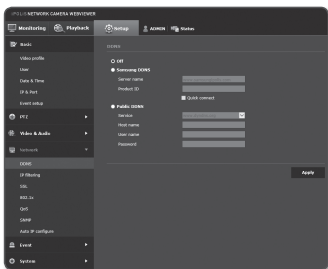 iPOLiS NETWORK CAMERA WEBVIEWER
Monitoring Playback Setup ADMIN Status
Basic
Video profile
User
Date & Time
IP & Port
Event setup
PTZ
Video & Audio
Network
DDNS
IP filtering
SSL
802.1x
QoS
SNMP
Auto IP configure
Event
System
DDNS
Off
Samsung DDNS
Server name
Product ID
Quick connect
Public DDNS
Service
Host name
User name
Password
Apply